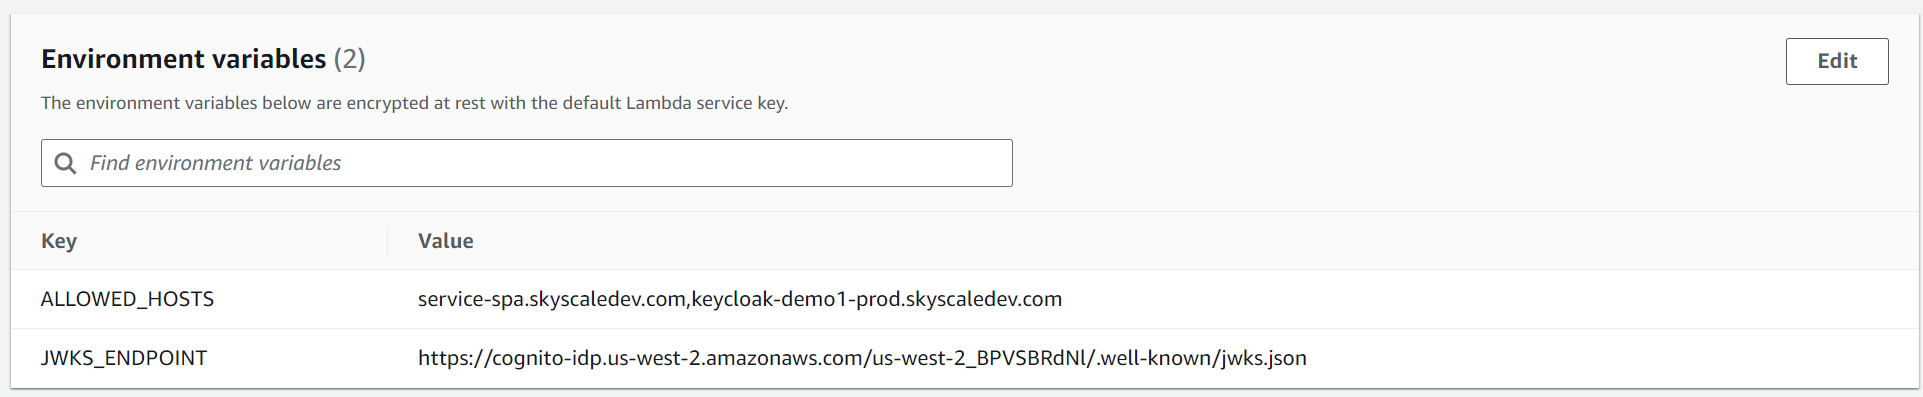 Environment variables (2)
Edit
The environment variables below are encrypted at rest with the default Lambda service key.
Find environment variables
Key Value
ALLOWED_HOSTS service-spa.skyscaledev.com,keycloak-demo1-prod.skyscaledev.com
JWKS_ENDPOINT https://cognito-idp.us-west-2.amazonaws.com/us-west-2_BPVSBRdNl/.well-known/jwks.json